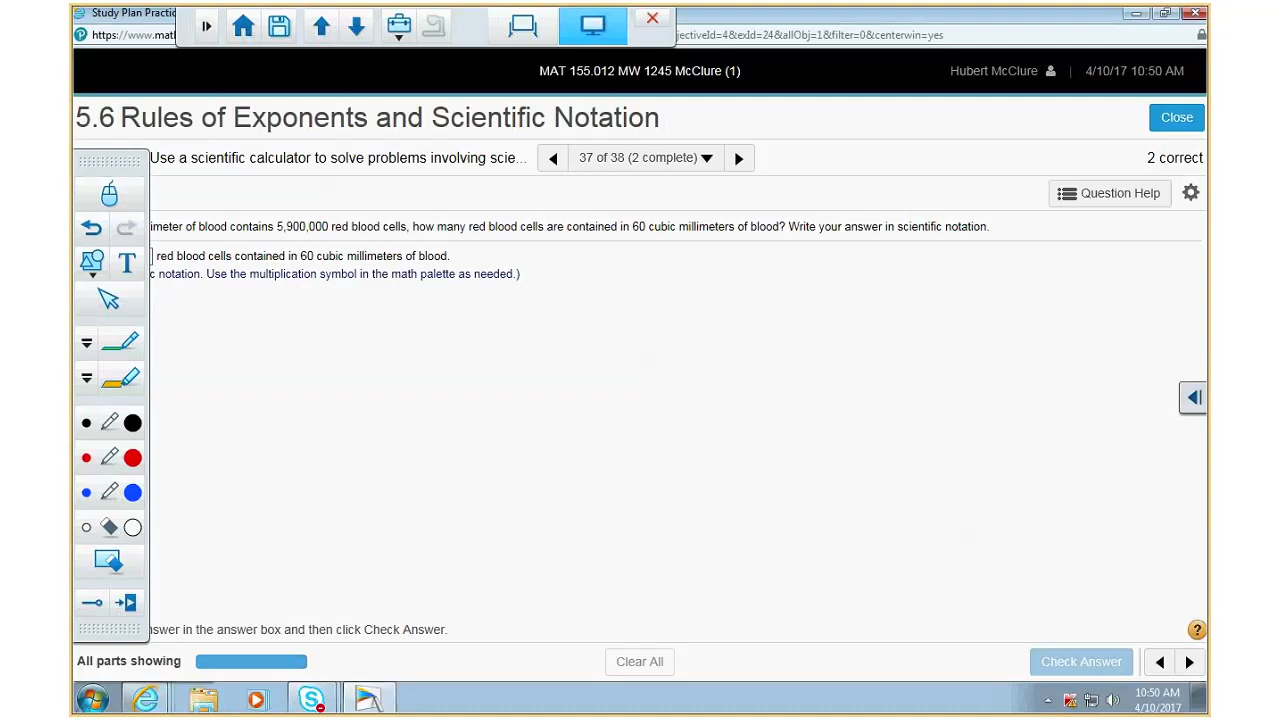 Study Plan Practic
https://www.mat
jectiveId=4&exId=24&allObj=1&filter=0&centerwin=yes
MAT 155.012 MW 1245 McClure (1)
Hubert McClure | 4/10/17 10:50 AM
5.6 Rules of Exponents and Scientific Notation
Close
Use a scientific calculator to solve problems involving scie...
37 of 38 (2 complete)
2 correct
Question Help
imeter of blood contains 5,900,000 red blood cells, how many red blood cells are contained in 60 cubic millimeters of blood? Write your answer in scientific notation.
red blood cells contained in 60 cubic millimeters of blood.
c notation. Use the multiplication symbol in the math palette as needed.)
T
nswer in the answer box and then click Check Answer.
?
All parts showing
Clear All
Check Answer
10:50 AM
4/10/2017